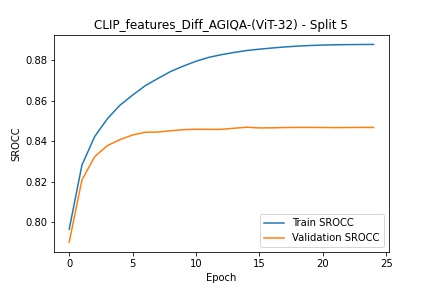 CLIP_features_Diff_AGIQA-(ViT-32) - Split 5
SROCC
0.88
0.86
0.84
0.82
0.80
0 5 10 15 20 25
Epoch
Train SROCC
Validation SROCC